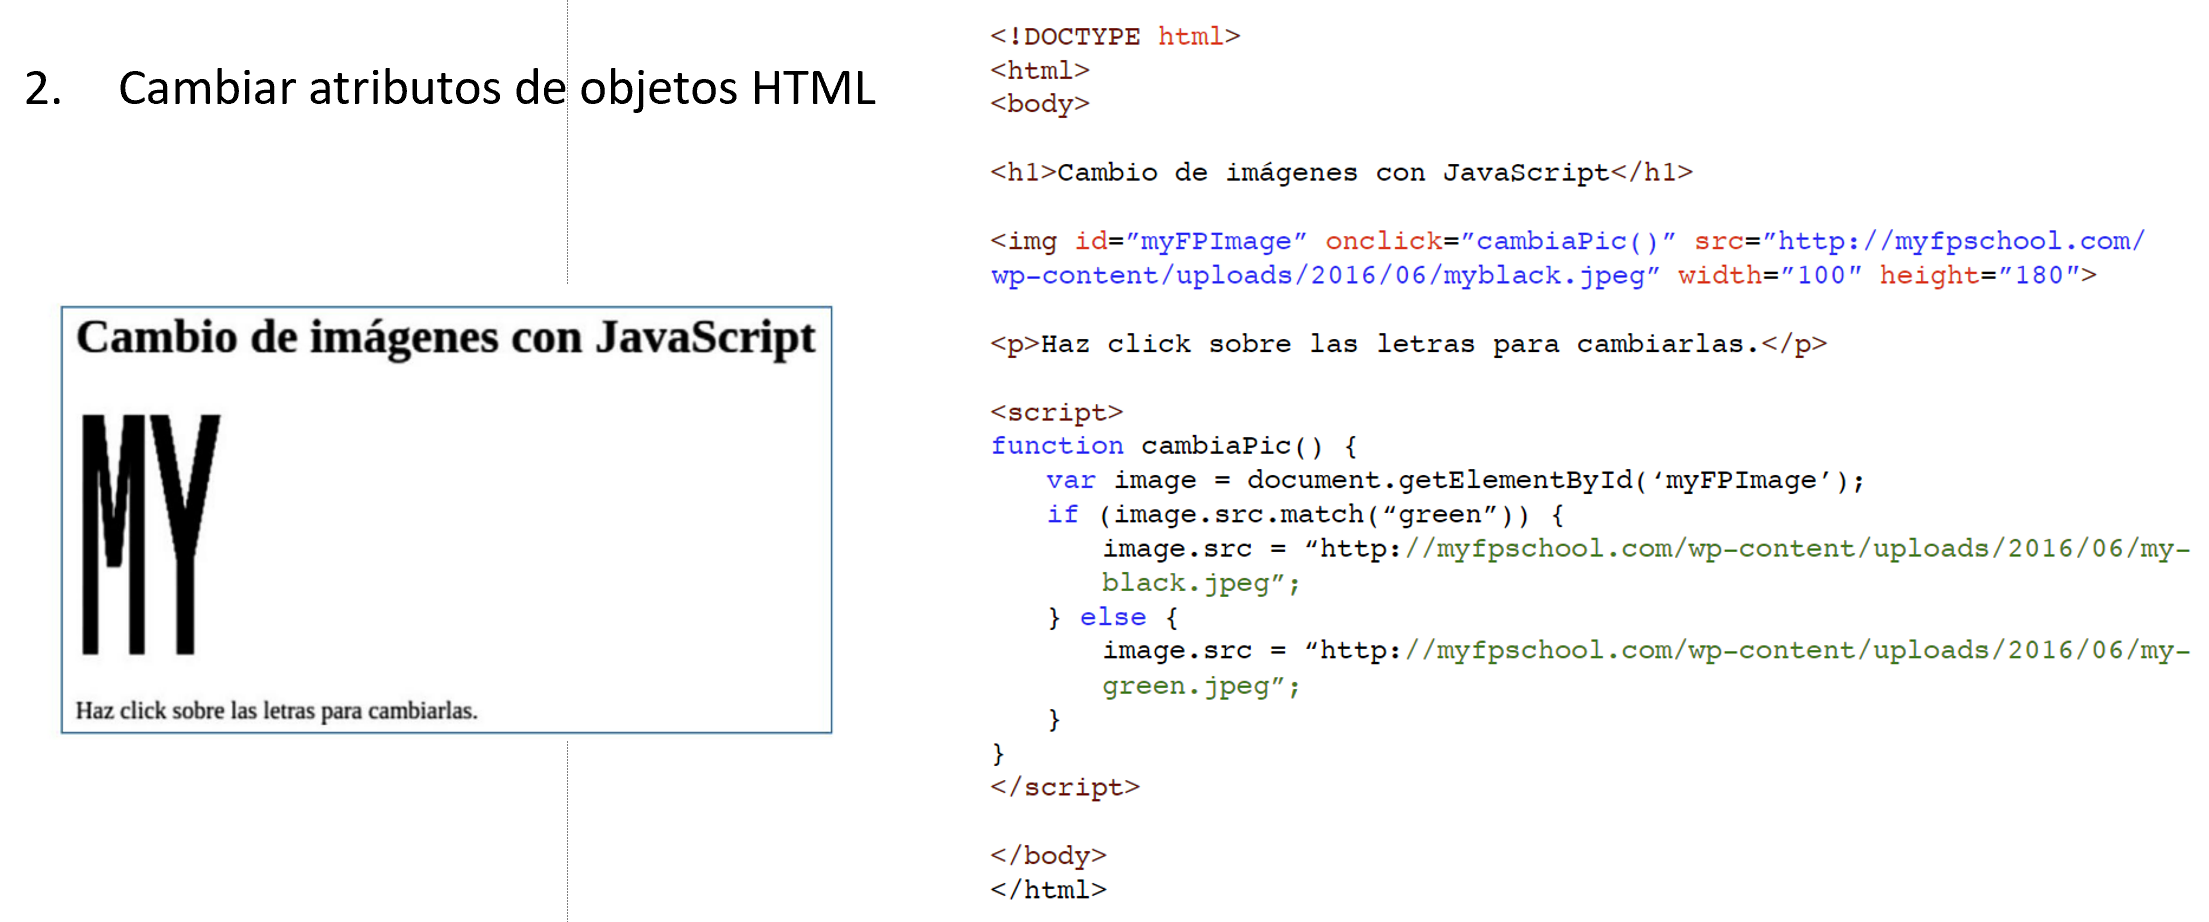 2. Cambiar atributos de objetos HTML
Cambio de imágenes con JavaScript
MY
Haz click sobre las letras para cambiarlas.
<!DOCTYPE html>
<html>
<body>
<h1>Cambio de imágenes con JavaScript</h1>
<img id=”myFPImage” onclick=”cambiaPic()” src=”http://myfpschool.com/
wp-content/uploads/2016/06/myblack.jpeg” width=”100″ height=”180″>
<p>Haz click sobre las letras para cambiarlas.</p>
<script>
function cambiaPic() {
var image = document.getElementById(‘myFPImage’);
if (image.src.match(“green”)) {
image.src = “http://myfpschool.com/wp-content/uploads/2016/06/my-
black.jpeg”;
} else {
image.src = “http://myfpschool.com/wp-content/uploads/2016/06/my-
green.jpeg”;
}
}
</script>
</body>
</html>